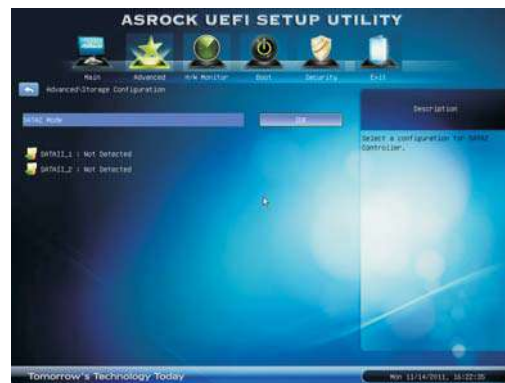 ASROCK UEFI SETUP UTILITY
Main Advanced H/W Monitor Boot Security Exit
Advanced\Storage Configuration
SATA2 Mode IDE
Description
Select a configuration for SATA2
Controller.
SATAII_1 : Not Detected
SATAII_2 : Not Detected
Tomorrow's Technology Today
Mon 11/14/2011, 16:22:35